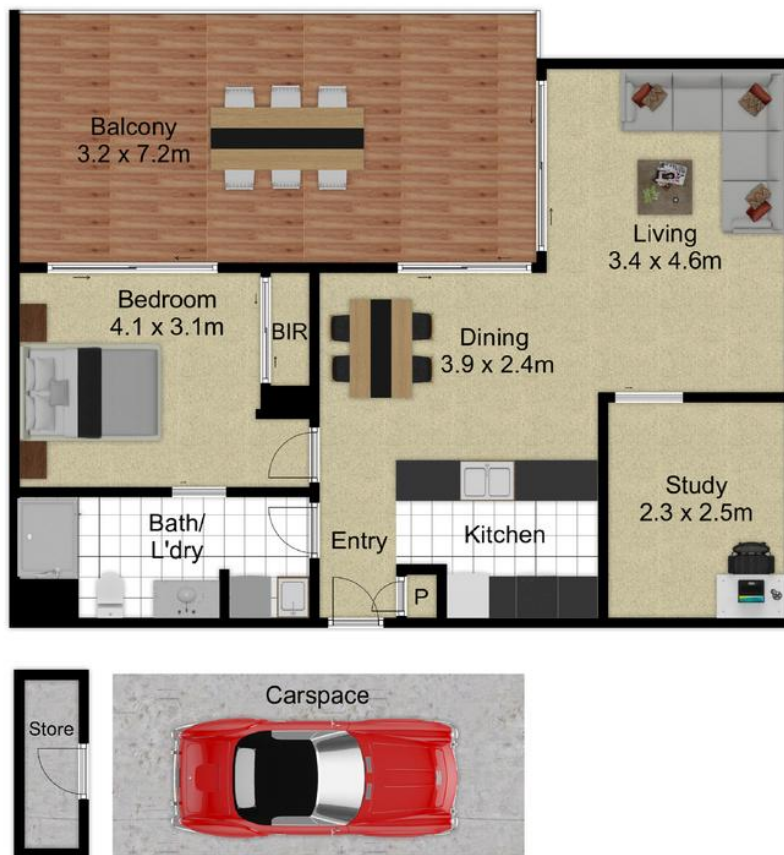 Balcony
3.2 x 7.2m
Living
3.4 x 4.6m
Bedroom
4.1 x 3.1m
BIR
Dining
3.9 x 2.4m
Study
2.3 x 2.5m
Bath/
L'dry
Entry
Kitchen
P
Store
Carspace